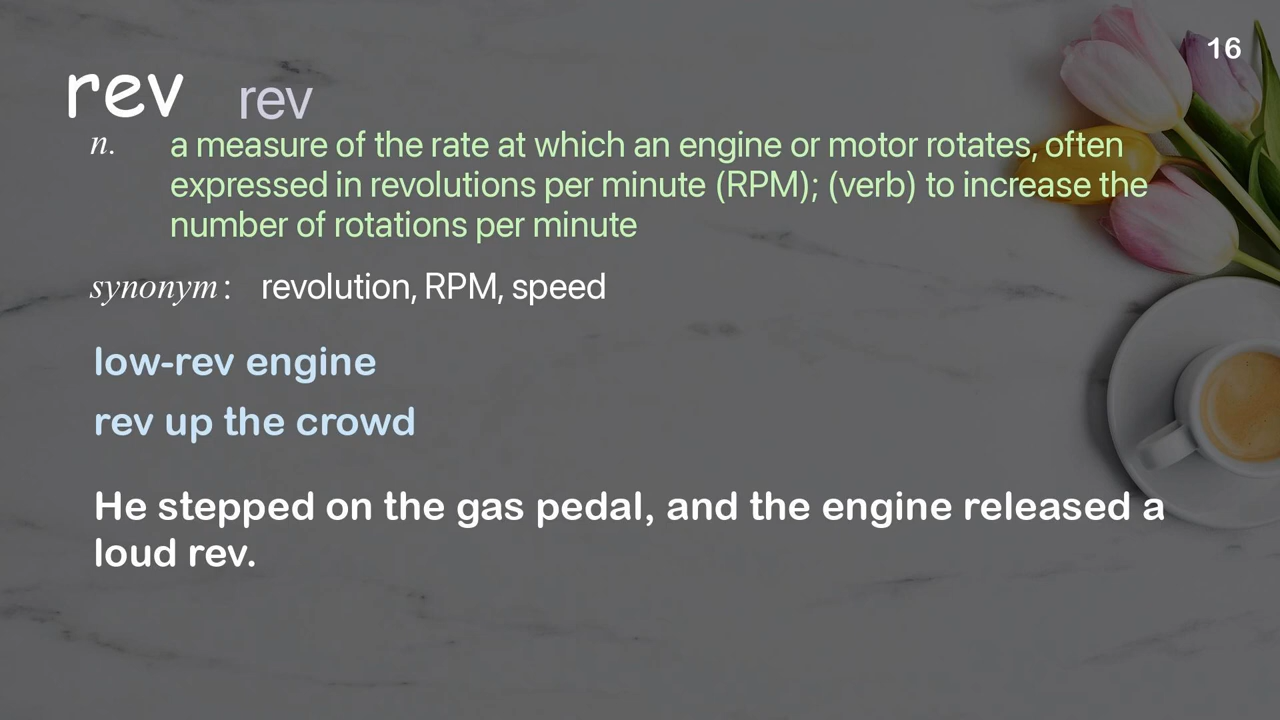 16
rev rev
n. a measure of the rate at which an engine or motor rotates, often
expressed in revolutions per minute (RPM); (verb) to increase the
number of rotations per minute
synonym: revolution, RPM, speed
low-rev engine
rev up the crowd
He stepped on the gas pedal, and the engine released a
loud rev.